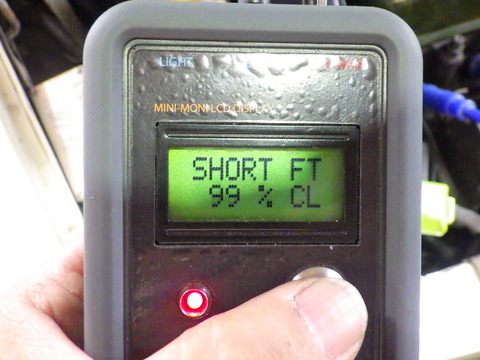 LIGHT
MINI-MONI LCD DISPLAY
SHORT FT
99 % CL